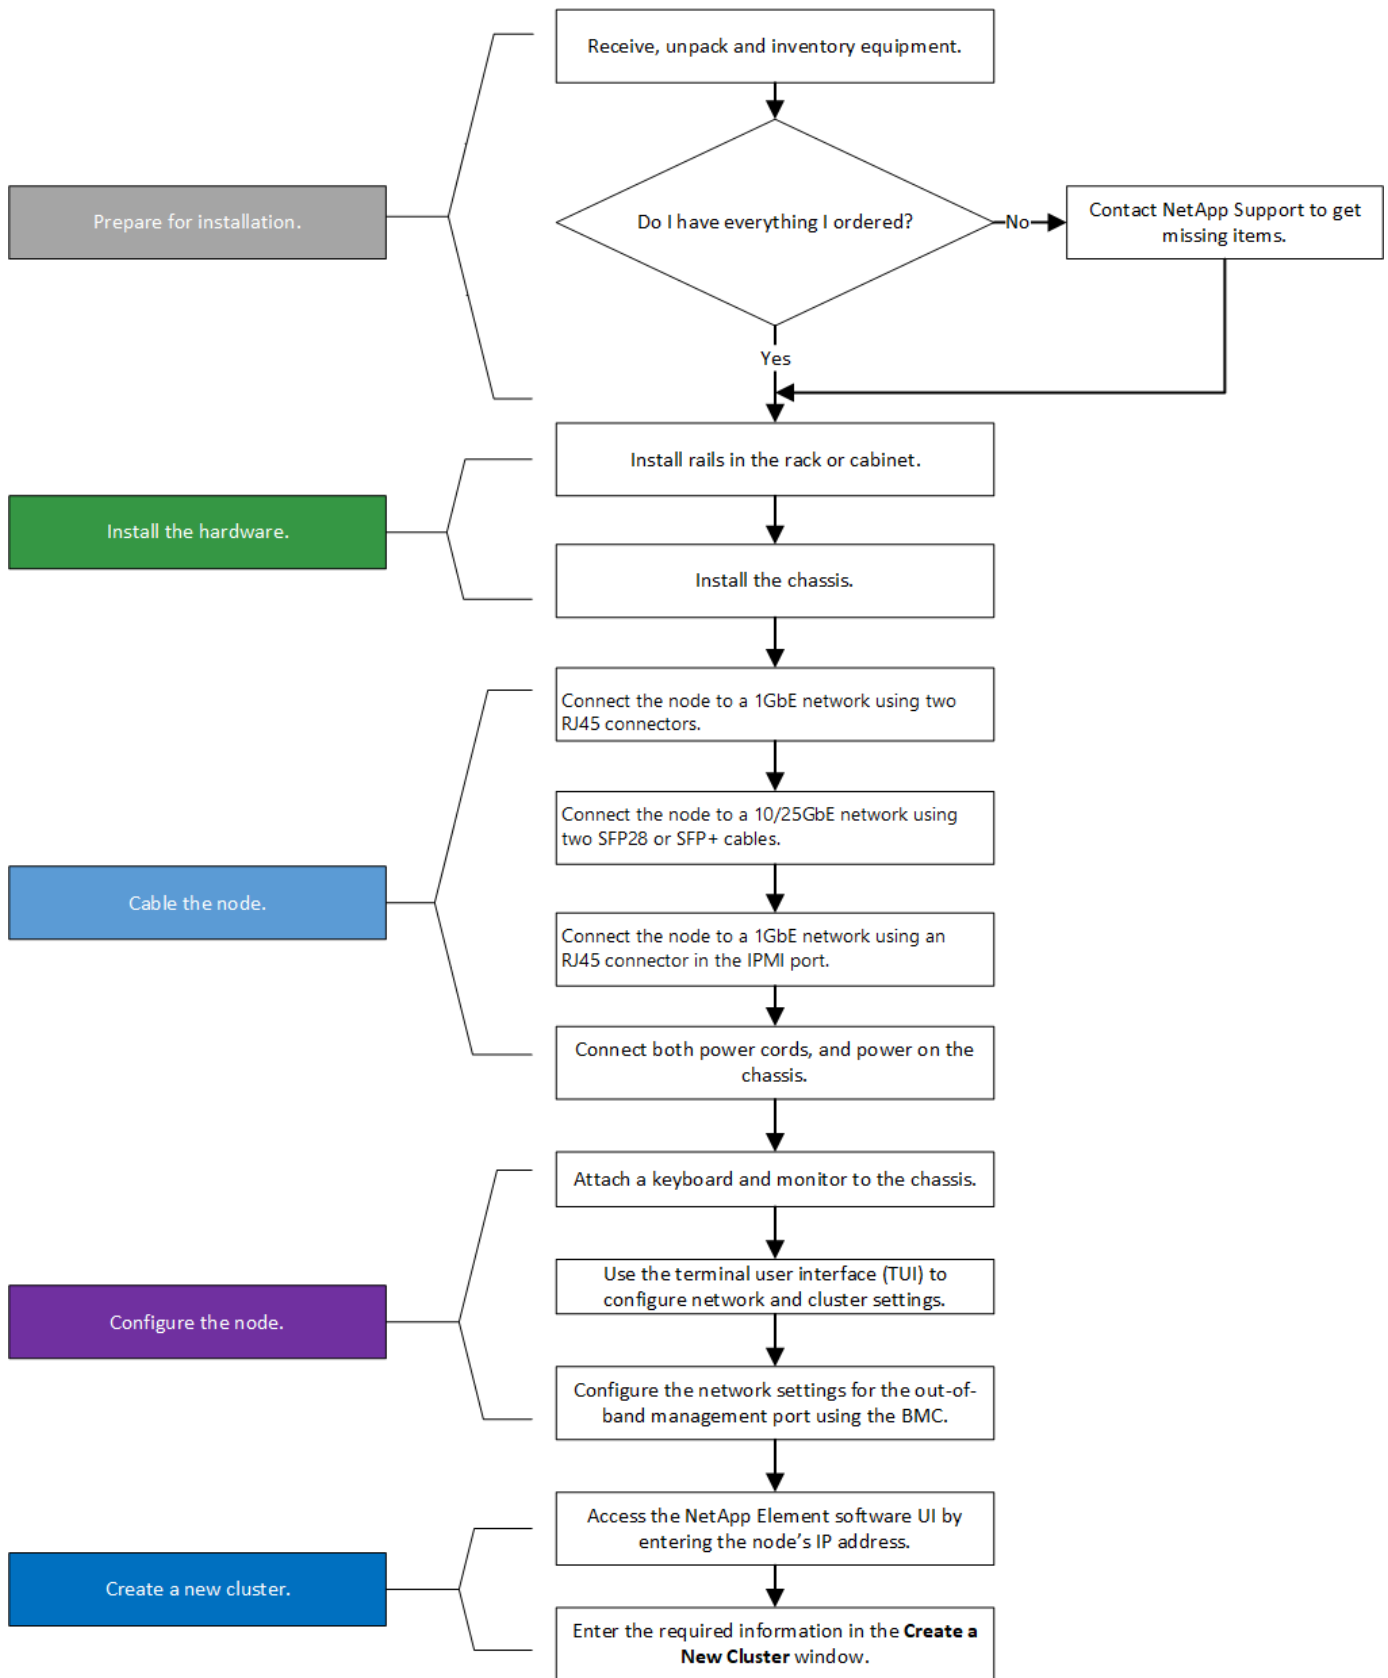 Receive, unpack and inventory equipment.
Prepare for installation.
Do I have everything I ordered?
No
Contact NetApp Support to get
missing items.
Yes
Install rails in the rack or cabinet.
Install the hardware.
Install the chassis.
Connect the node to a 1GbE network using two
RJ45 connectors.
Connect the node to a 10/25GbE network using
two SFP28 or SFP+ cables.
Cable the node.
Connect the node to a 1GbE network using an
RJ45 connector in the IPMI port.
Connect both power cords, and power on the
chassis.
Attach a keyboard and monitor to the chassis.
Use the terminal user interface (TUI) to
configure network and cluster settings.
Configure the node.
Configure the network settings for the out-of-
band management port using the BMC.
Access the NetApp Element software UI by
entering the node’s IP address.
Create a new cluster.
Enter the required information in the Create a
New Cluster window.